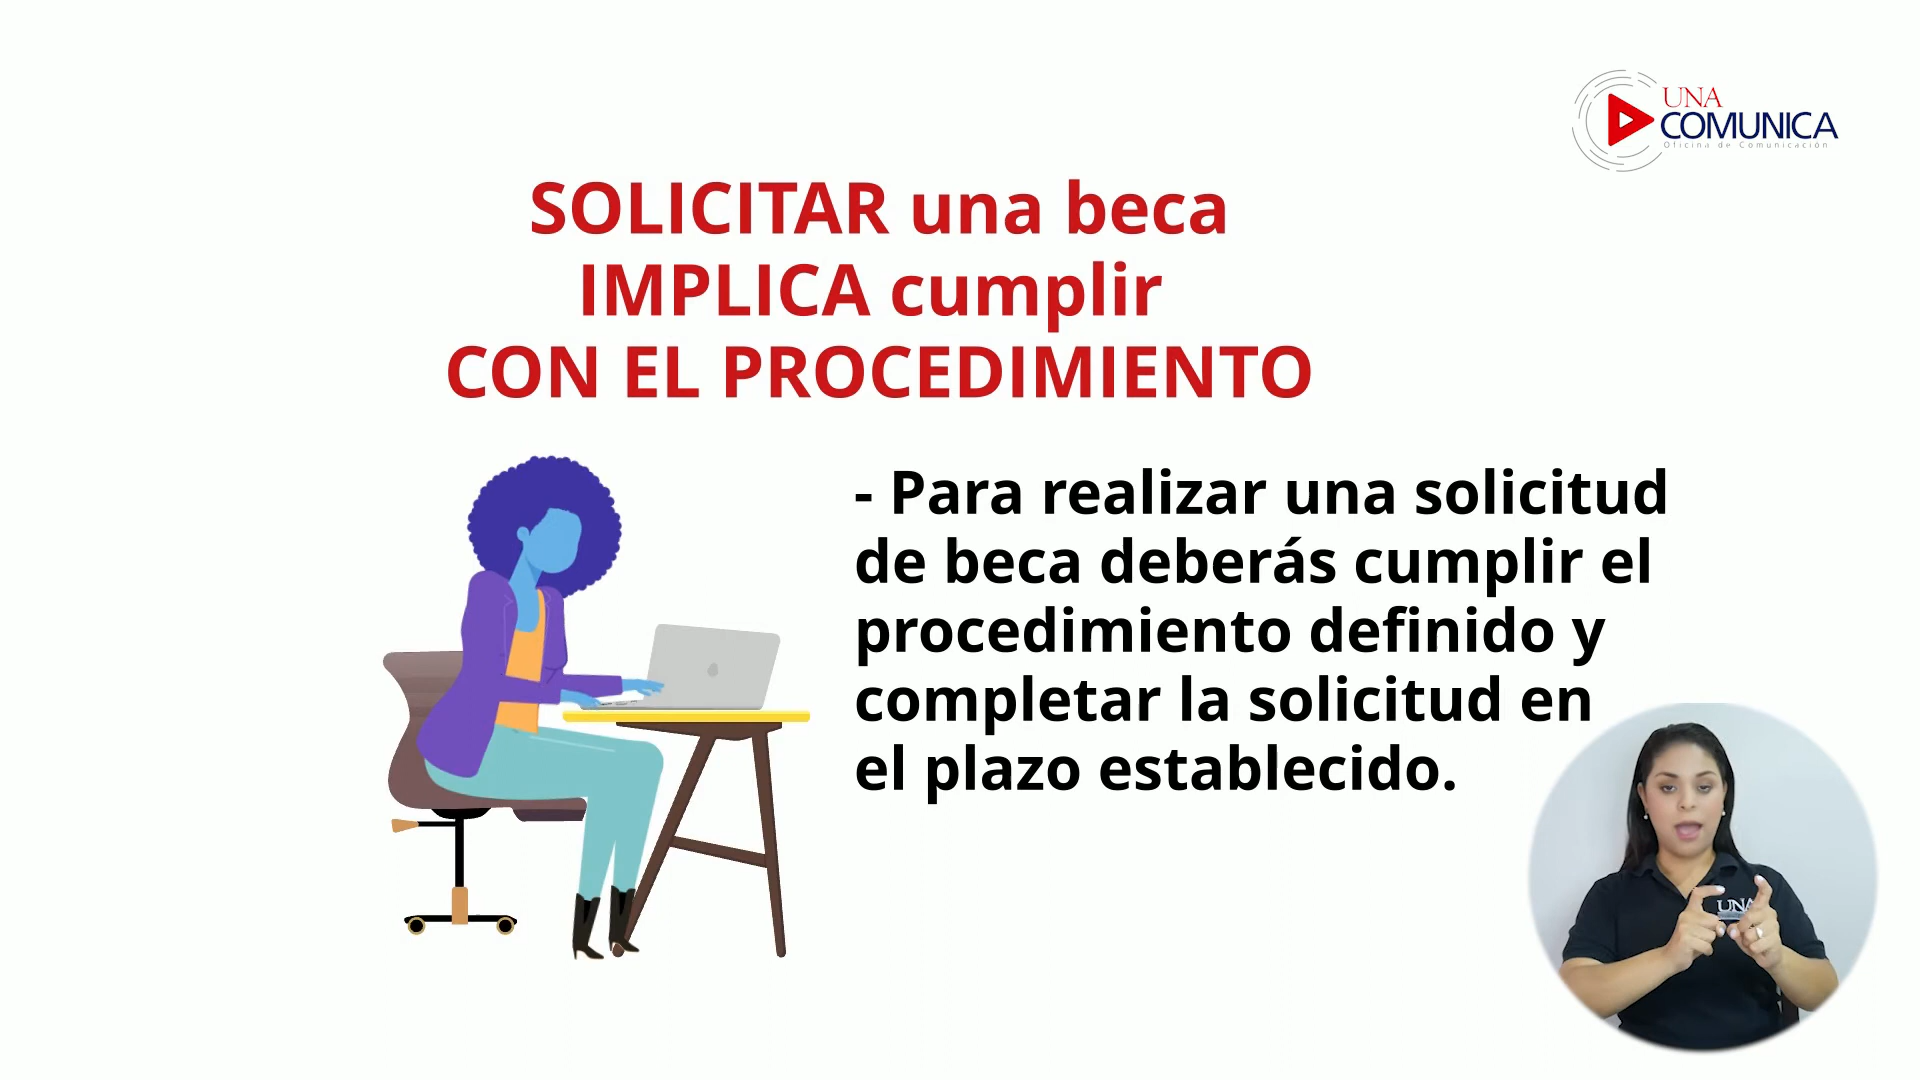 UNA
COMUNICA
Oficina de Comunicación
SOLICITAR una beca
IMPLICA cumplir
CON EL PROCEDIMIENTO
- Para realizar una solicitud
de beca deberás cumplir el
procedimiento definido y
completar la solicitud en
el plazo establecido.
UNA